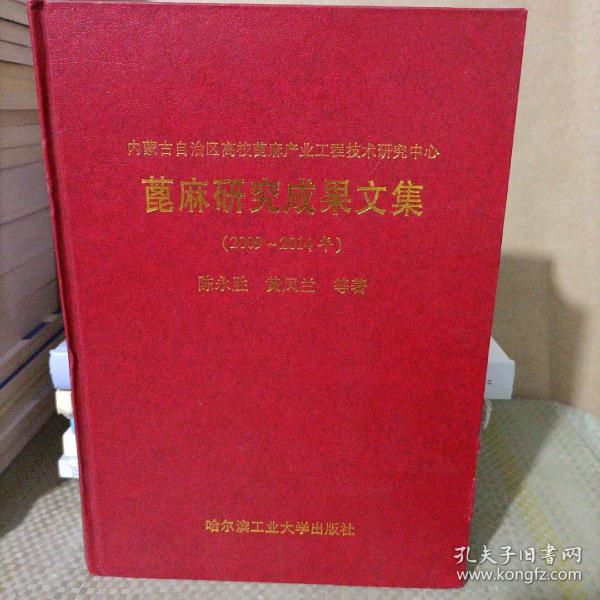 内蒙古自治区高校蓖麻产业工程技术研究中心
蓖麻研究成果文集
(2009~2014年)
陈永胜 黄凤兰 等著
哈尔滨工业大学出版社
孔夫子旧书网
www.kongfz.com